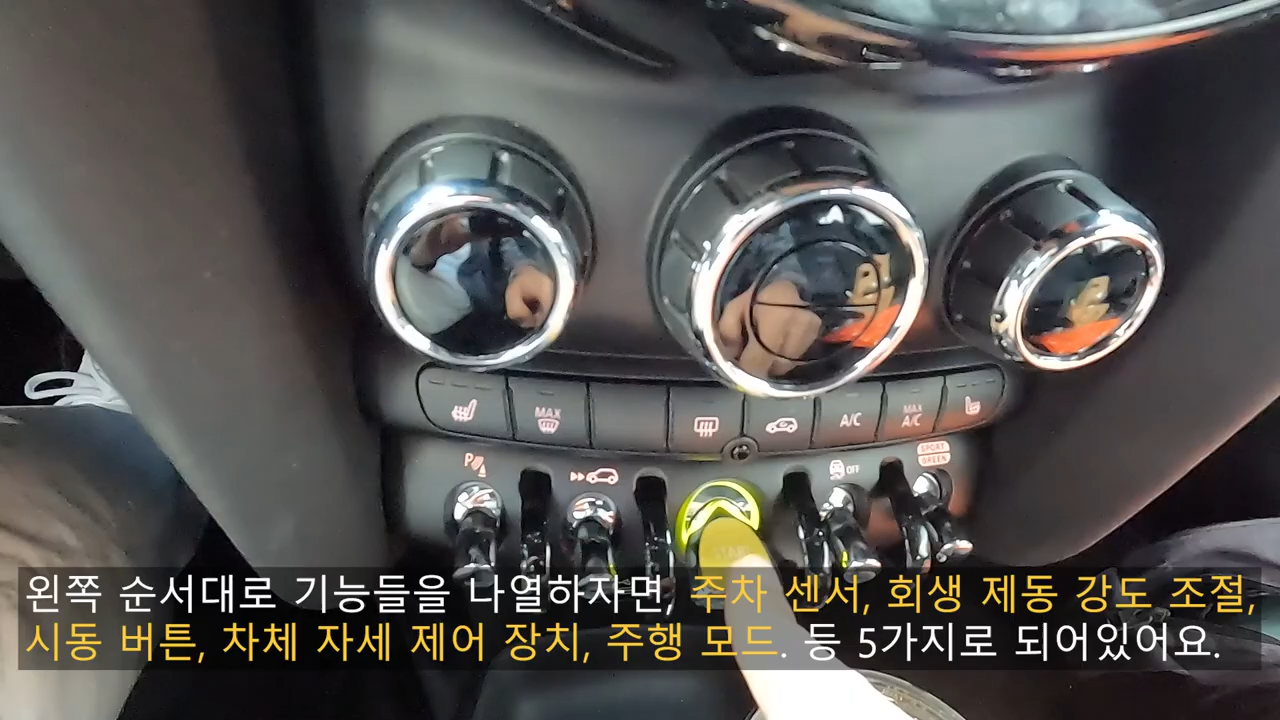 MAX
A/C
MAX
A/C
P
OFF
SPORT
GREEN
START
왼쪽 순서대로 기능들을 나열하자면, 주차 센서, 회생 제동 강도 조절,
시동 버튼, 차체 자세 제어 장치, 주행 모드. 등 5가지로 되어있어요.